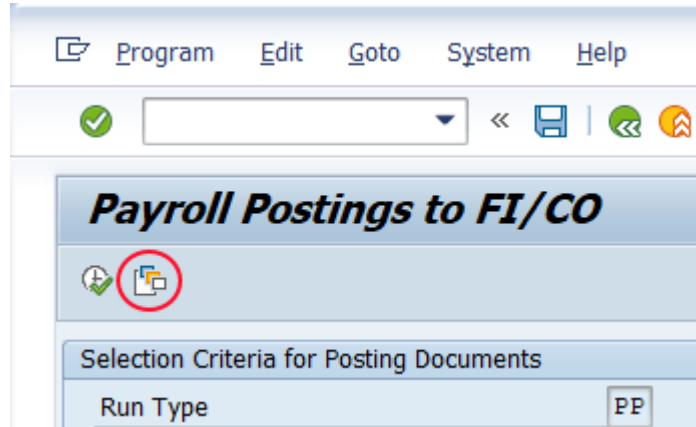 Program Edit Goto System Help
Payroll Postings to FI/CO
Selection Criteria for Posting Documents
Run Type PP